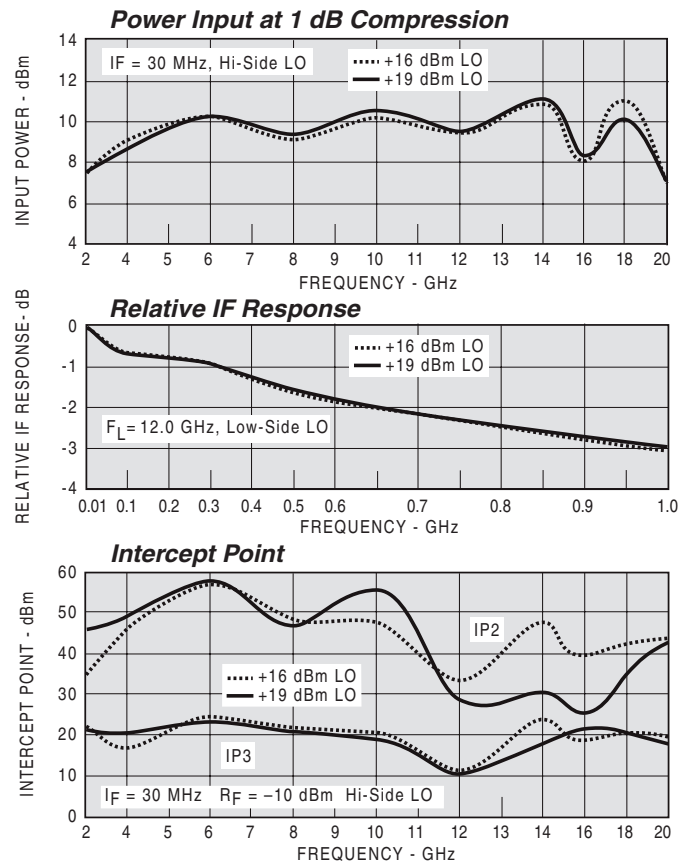 Power Input at 1 dB Compression
INPUT POWER - dBm
14
12
10
8
6
4
IF = 30 MHz, Hi-Side LO
+16 dBm LO
+19 dBm LO
2 4 5 6 7 8 9 10 11 12 13 14 16 18 20
FREQUENCY - GHz
Relative IF Response
RELATIVE IF RESPONSE- dB
0
-1
-2
-3
-4
+16 dBm LO
+19 dBm LO
FL= 12.0 GHz, Low-Side LO
0.01 0.1 0.2 0.3 0.4 0.5 0.6 0.7 0.8 0.9 1.0
FREQUENCY - GHz
Intercept Point
INTERCEPT POINT - dBm
60
50
40
30
20
10
0
IP2
+16 dBm LO
+19 dBm LO
IP3
IF = 30 MHz RF = –10 dBm Hi-Side LO
2 4 5 6 7 8 9 10 11 12 13 14 16 18 20
FREQUENCY - GHz